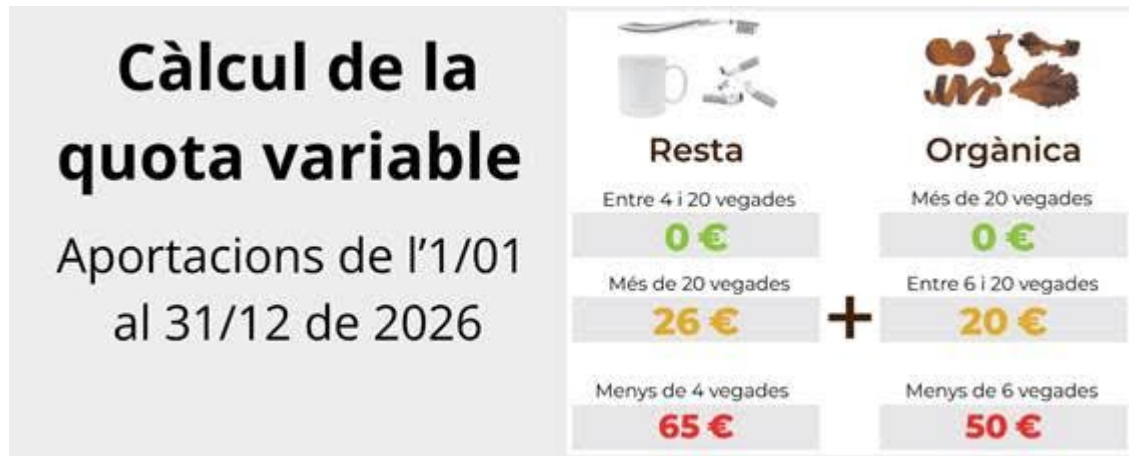 Càlcul de la
quota variable
Aportacions de l’1/01
al 31/12 de 2026
Resta
Entre 4 i 20 vegades
0 €
Més de 20 vegades
26 €
Menys de 4 vegades
65 €
+
Orgànica
Més de 20 vegades
0 €
Entre 6 i 20 vegades
20 €
Menys de 6 vegades
50 €